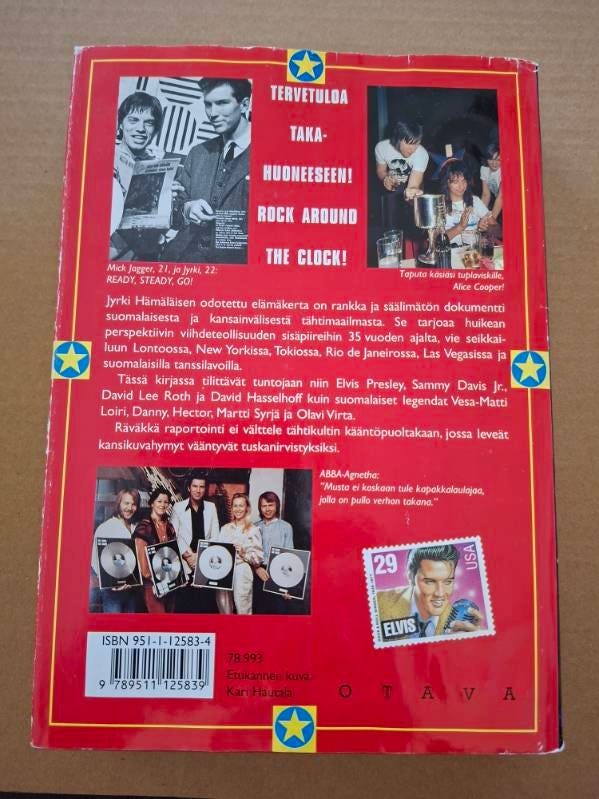 TERVETULOA
TAKA-
HUONEESEEN!
ROCK AROUND
THE CLOCK!
Mick Jagger, 21, ja Jyrki, 22:
READY, STEADY, GO!
Taputa käsiäsi tuplaviskille,
Alice Cooper!
Jyrki Hämäläisen odotettu elämäkerta on rankka ja säälimätön dokumentti
suomalaisesta ja kansainvälisestä tähtimaailmasta. Se tarjoaa huikean
perspektiivin viihdeteollisuuden sisäpiireihin 35 vuoden ajalta, vie seikkai-
luun Lontoossa, New Yorkissa, Tokiossa, Rio de Janeirossa, Las Vegasissa ja
suomalaisilla tanssilavoilla.
Tässä kirjassa tilittävät tuntojaan niin Elvis Presley, Sammy Davis Jr.,
David Lee Roth ja David Hasselhoff kuin suomalaiset legendat Vesa-Matti
Loiri, Danny, Hector, Martti Syrjä ja Olavi Virta.
Räväkkä raportointi ei välttele tähtikultin kääntöpuoltakaan, jossa leveät
kansikuvahymyt vääntyvät tuskanirvistyksiksi.
ABBA-Agnetha:
"Musta ei koskaan tule kapakkalaulajaa,
jolla on pullo verhon takana."
29
USA
ELVIS
ISBN 951-1-12583-4
9 789511 125839
78.993
Etukannen kuva:
Kari Hautala
OTAVA